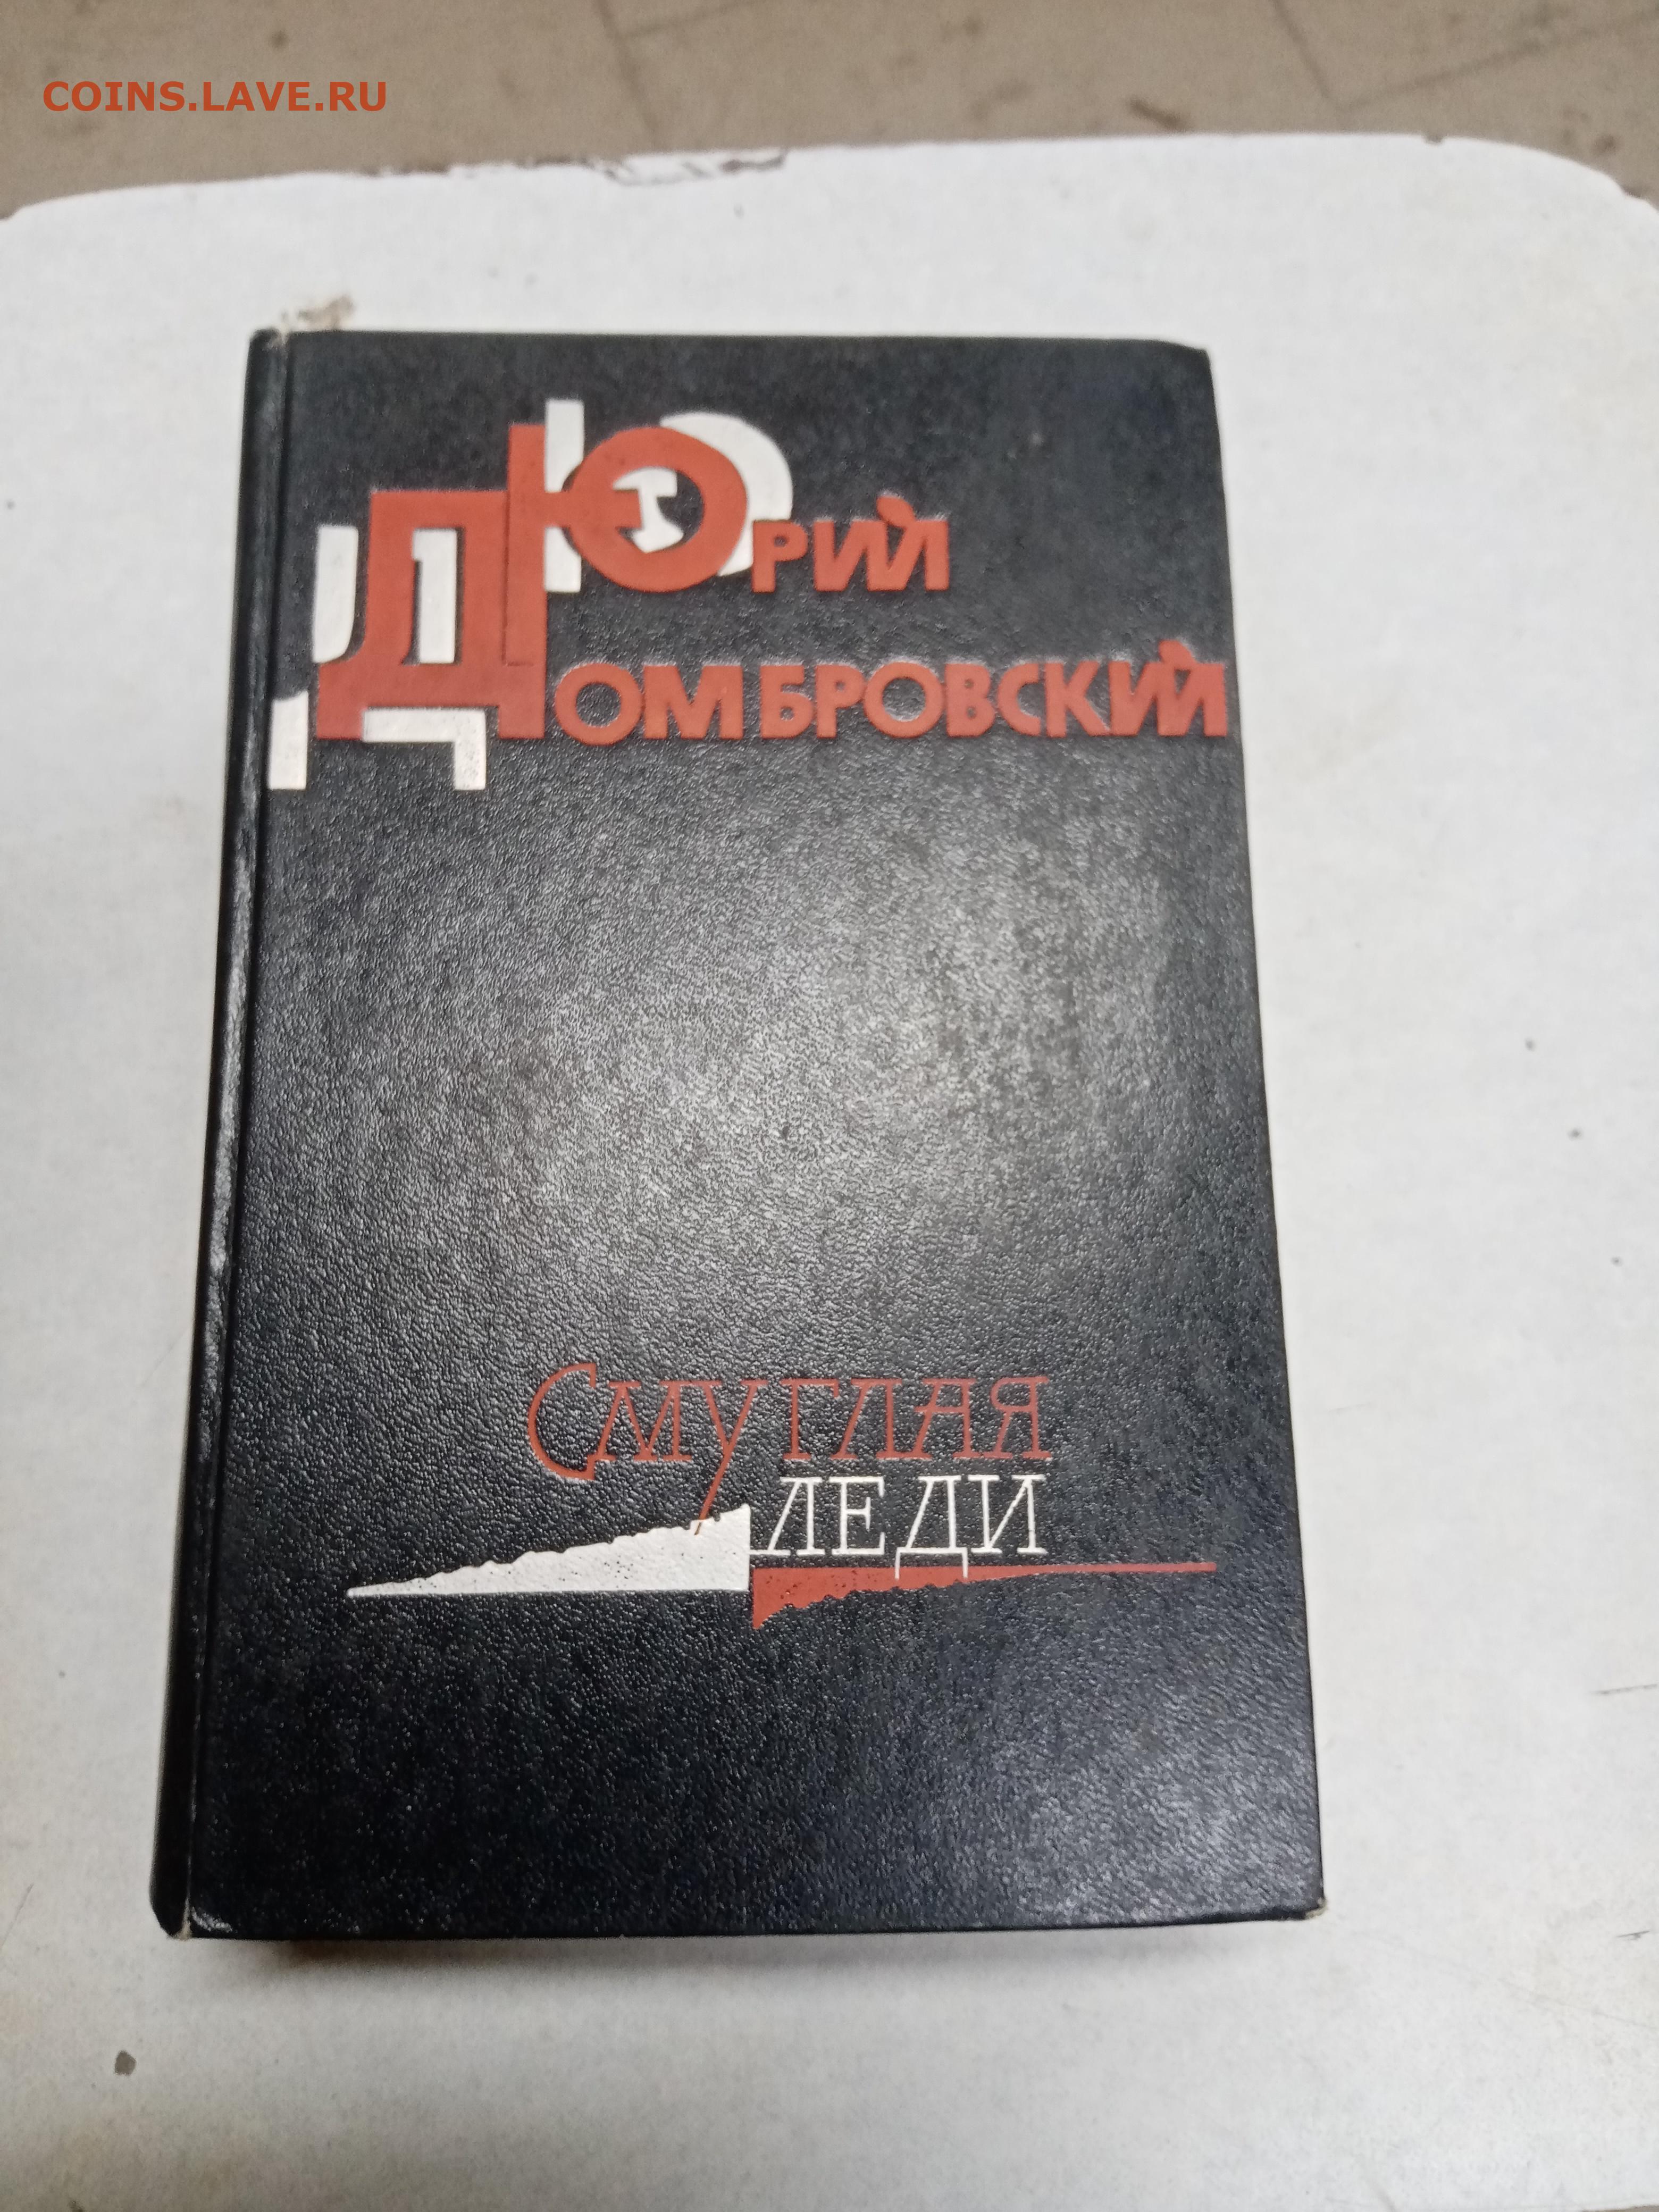 COINS.LAVE.RU
Юрий
Домбровский
Смуглая
леди